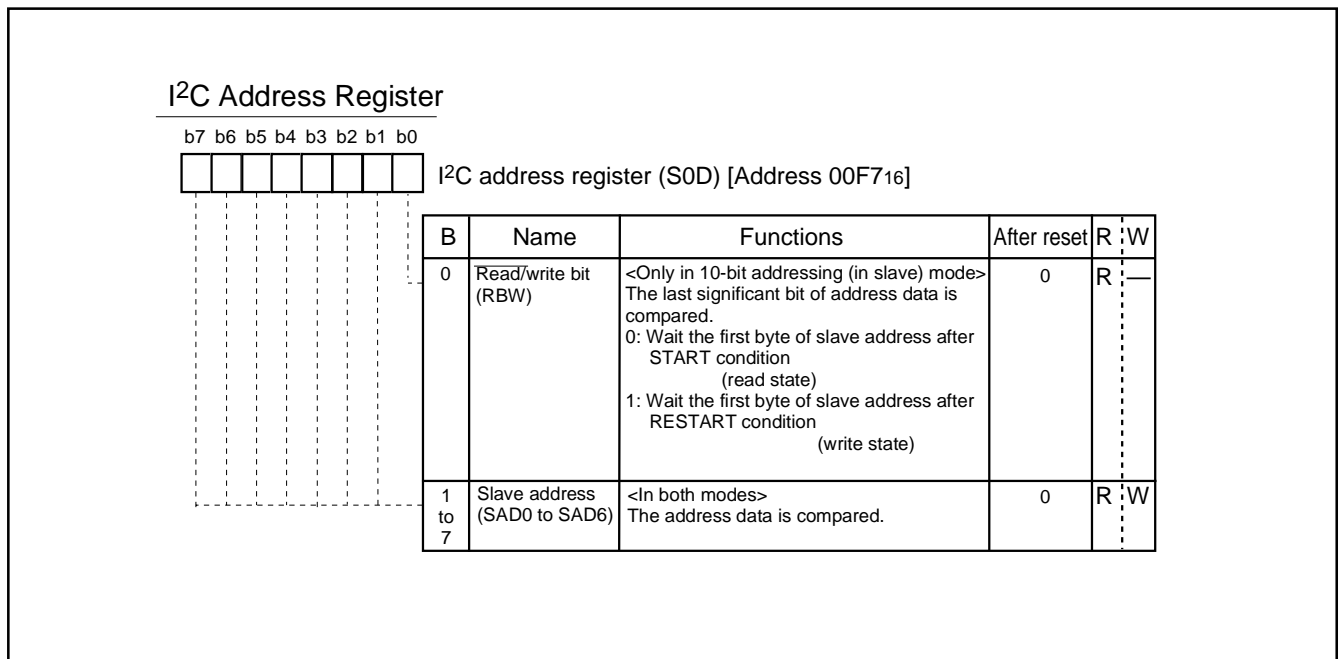 I2C Address Register
b7 b6 b5 b4 b3 b2 b1 b0
I2C address register (S0D) [Address 00F716]
B Name Functions After reset R W
0 Read/write bit (RBW) <Only in 10-bit addressing (in slave) mode> 0 R —
The last significant bit of address data is
compared.
0: Wait the first byte of slave address after
START condition
(read state)
1: Wait the first byte of slave address after
RESTART condition
(write state)
1 to 7 Slave address (SAD0 to SAD6) <In both modes> 0 R W
The address data is compared.